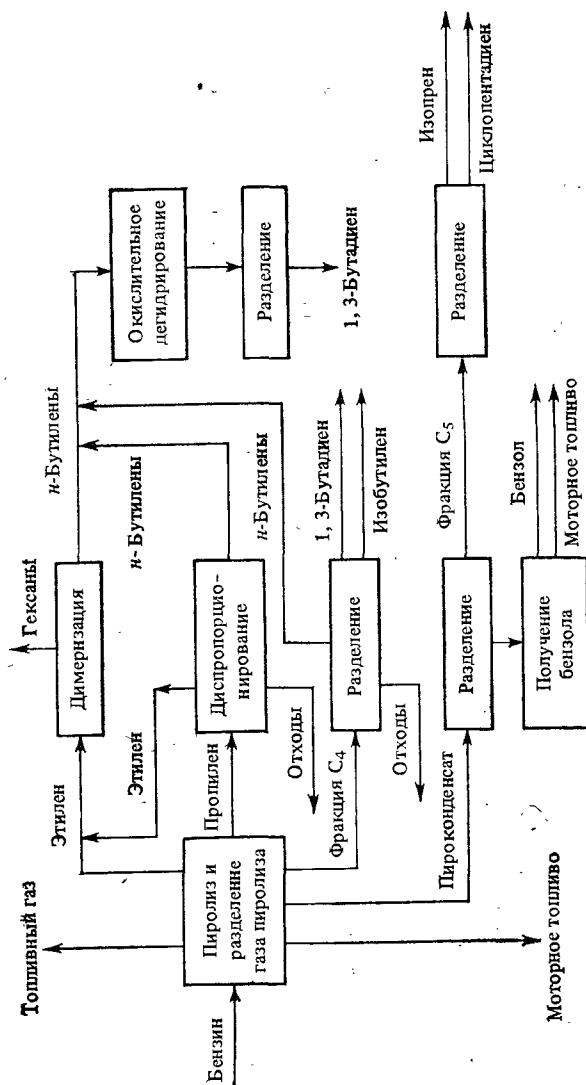 Топливный газ
Гексаны
Этилен
Димеризация
н-Бутилены
Окислительное
дегидрирование
Этилен
н- Бутилены
Разделение
Бензин
Пиролиз и
разделение
газа пиролиза
Пропилен
Диспропорцио-
нирование
н-Бутилены
1, 3-Бутадиен
Отходы
Фракция C4
Разделение
1, 3-Бутадиен
Изобутилен
Отходы
Пироконденсат
Разделение
Фракция C5
Разделение
Изопрен
Циклопентадиен
Моторное топливо
Получение
бензола
Бензол
Моторное топливо